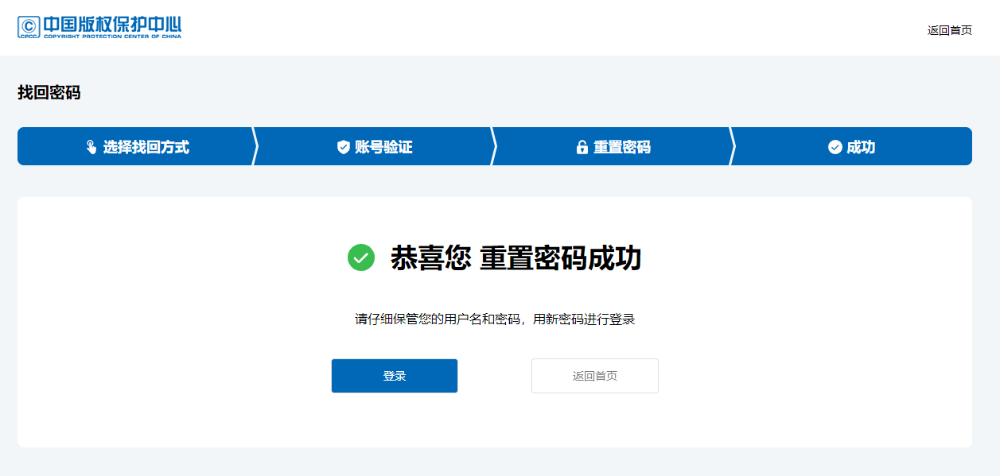 中国版权保护中心
CPCC COPYRIGHT PROTECTION CENTER OF CHINA
返回首页
找回密码
选择找回方式 账号验证 重置密码 成功
恭喜您 重置密码成功
请仔细保管您的用户名和密码，用新密码进行登录
登录 返回首页